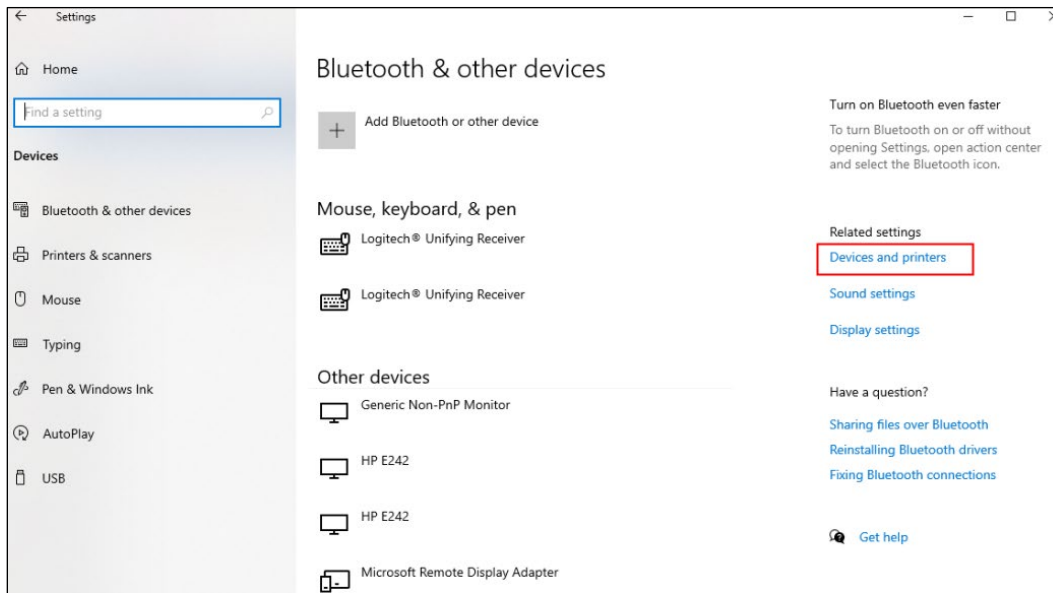 Settings
Home
Find a setting
Devices
Bluetooth & other devices
Printers & scanners
Mouse
Typing
Pen & Windows Ink
AutoPlay
USB
Bluetooth & other devices
Add Bluetooth or other device
Mouse, keyboard, & pen
Logitech® Unifying Receiver
Logitech® Unifying Receiver
Other devices
Generic Non-PnP Monitor
HP E242
HP E242
Microsoft Remote Display Adapter
Turn on Bluetooth even faster
To turn Bluetooth on or off without
opening Settings, open action center
and select the Bluetooth icon.
Related settings
Devices and printers
Sound settings
Display settings
Have a question?
Sharing files over Bluetooth
Reinstalling Bluetooth drivers
Fixing Bluetooth connections
Get help